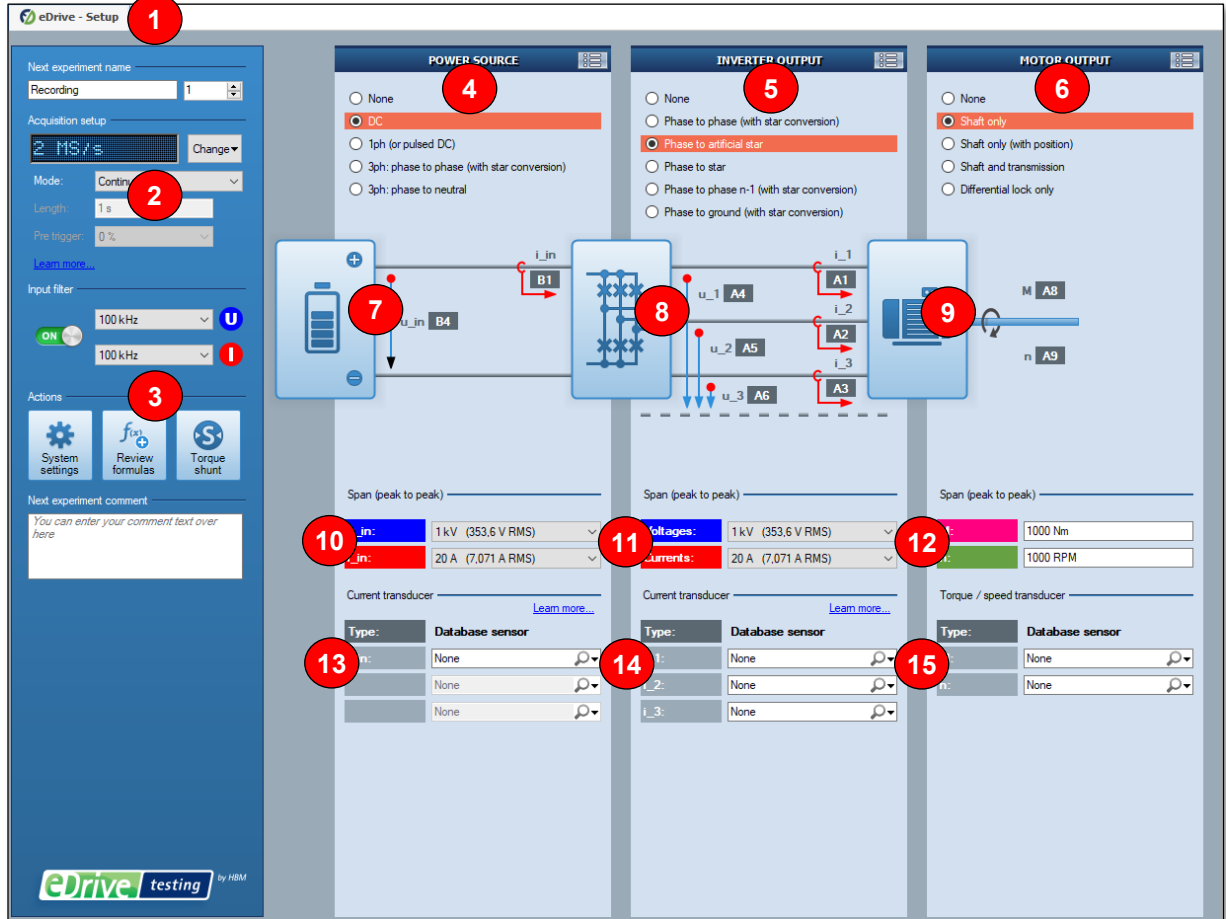 eDrive - Setup
1
Next experiment name
Recording 1
Acquisition setup
2 MS/s Change
Mode: Continu
2
Length: 1 s
Pre trigger: 0 %
Learn more...
Input filter
100 kHz U
ON
100 kHz I
3
Actions
System settings
Review formulas
Torque shunt
Next experiment comment
You can enter your comment text over
here
eDrive testing by HBM
POWER SOURCE
4
None
DC
1ph (or pulsed DC)
3ph: phase to phase (with star conversion)
3ph: phase to neutral
INVERTER OUTPUT
5
None
Phase to phase (with star conversion)
Phase to artificial star
Phase to star
Phase to phase n-1 (with star conversion)
Phase to ground (with star conversion)
MOTOR OUTPUT
6
None
Shaft only
Shaft only (with position)
Shaft and transmission
Differential lock only
7
u_in B4
i_in
B1
8
u_1 A4
u_2 A5
u_3 A6
i_1
A1
i_2
A2
i_3
A3
9
M A8
n A9
Span (peak to peak)
10
_in: 1 kV (353,6 V RMS)
_in: 20 A (7,071 A RMS)
Current transducer
Learn more...
Type: Database sensor
13
n: None
None
None
Span (peak to peak)
11
Voltages: 1 kV (353,6 V RMS)
Currents: 20 A (7,071 A RMS)
Current transducer
Learn more...
Type: Database sensor
14
1: None
i_2: None
i_3: None
Span (peak to peak)
12
1000 Nm
1000 RPM
Torque / speed transducer
Type: Database sensor
15
None
n: None